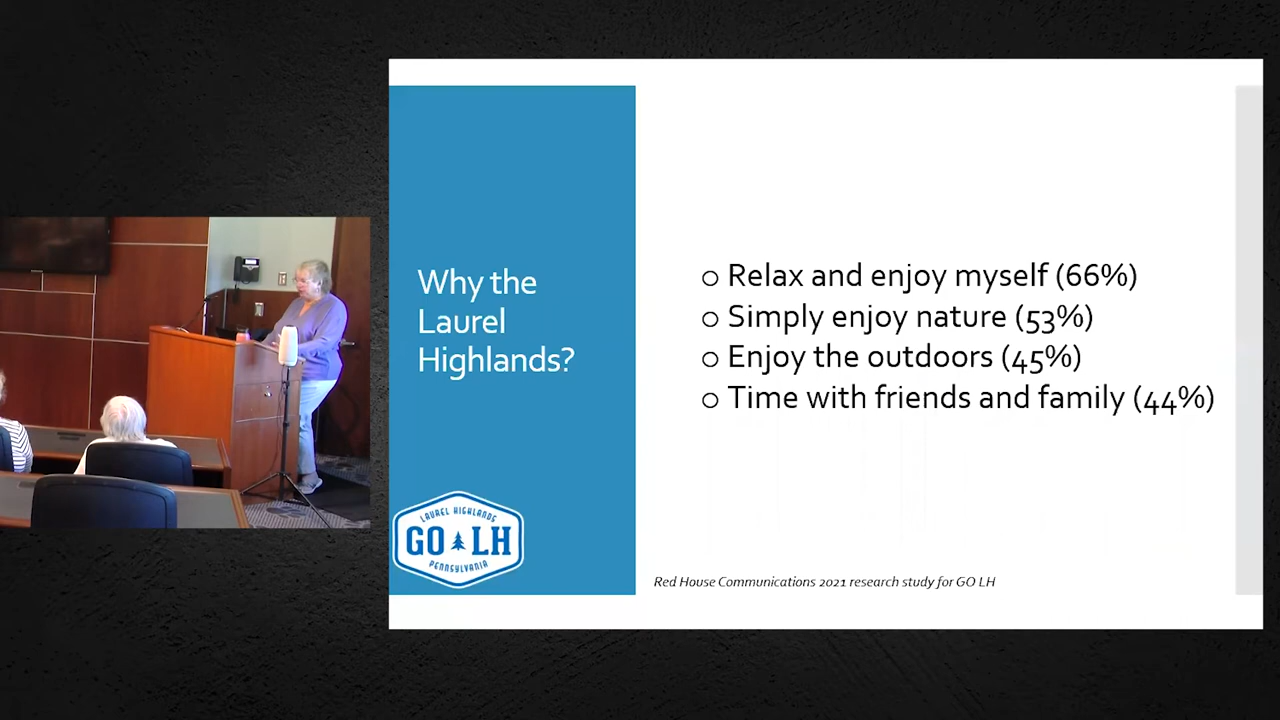 Why the
Laurel
Highlands?
o Relax and enjoy myself (66%)
o Simply enjoy nature (53%)
o Enjoy the outdoors (45%)
o Time with friends and family (44%)
LAUREL HIGHLANDS
GO LH
PENNSYLVANIA
Red House Communications 2021 research study for GO LH